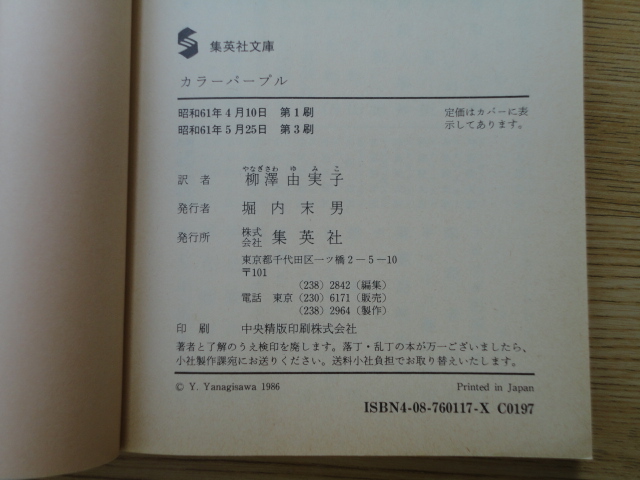 集英社文庫
カラーパープル
昭和61年4月10日 第1刷
昭和61年5月25日 第3刷
定価はカバーに表
示してあります。
やなぎさわ ゆみこ
訳者 柳澤由実子
発行者 堀内末男
発行所 株式会社 集英社
東京都千代田区一ツ橋2-5-10
〒101
(238) 2842 (編集)
電話 東京 (230) 6171 (販売)
(238) 2964 (製作)
印刷 中央精版印刷株式会社
著者と了解のうえ検印を廃します。落丁・乱丁の本が万一ございましたら、
小社製作課宛にお送りください。送料小社負担でお取り替えいたします。
© Y. Yanagisawa 1986 Printed in Japan
ISBN4-08-760117-X C0197